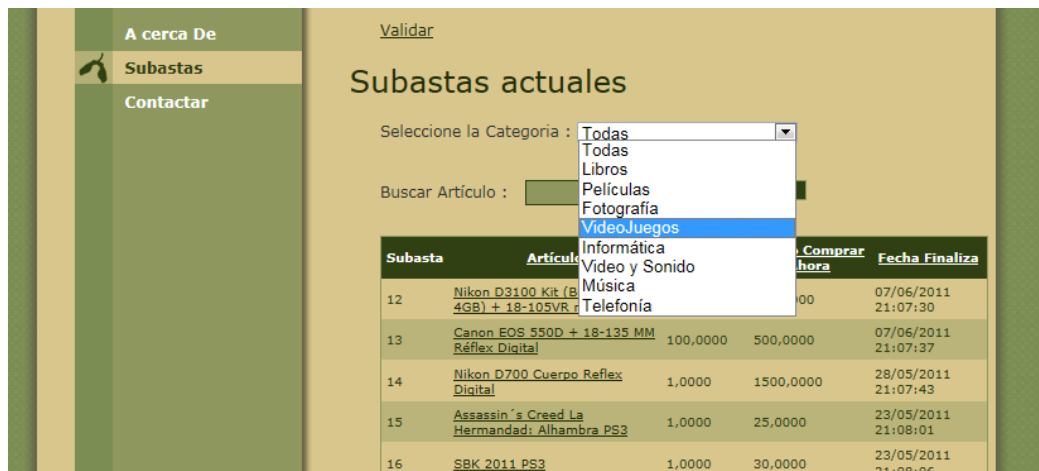 A cerca De
Subastas
Contactar
Validar
Subastas actuales
Seleccione la Categoria : Todas
Todas
Libros
Películas
Fotografía
VideoJuegos
Informática
Video y Sonido
Música
Telefonía
Buscar Artículo :
Subasta Artículo Comprar Fecha Finaliza
12 Nikon D3100 Kit 07/06/2011
4GB) + 18-105VR 21:07:30
13 Canon EOS 550D + 18-135 MM 100,0000 500,0000 07/06/2011
Réflex Digital 21:07:37
14 Nikon D700 Cuerpo Reflex 1,0000 1500,0000 28/05/2011
Digital 21:07:43
15 Assassin´s Creed La 1,0000 25,0000 23/05/2011
Hermandad: Alhambra PS3 21:08:01
16 SBK 2011 PS3 1,0000 30,0000 23/05/2011